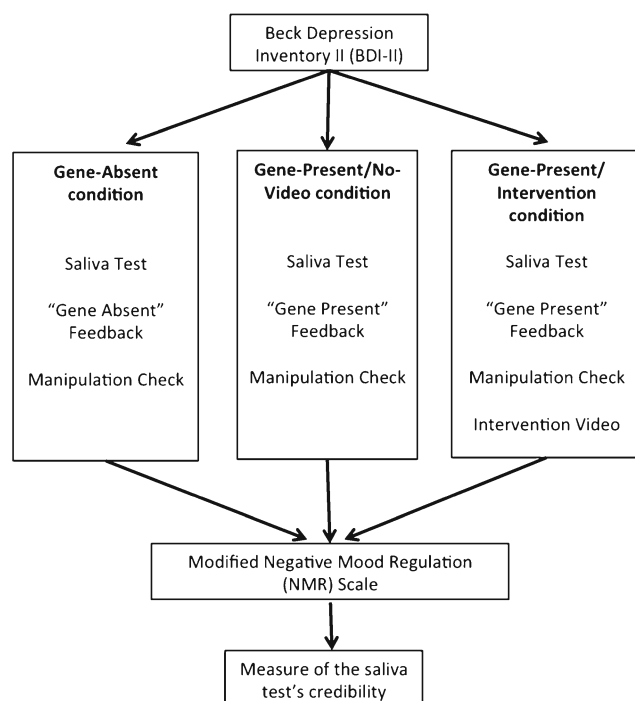 Beck Depression
Inventory II (BDI-II)
Gene-Absent
condition
Saliva Test
“Gene Absent”
Feedback
Manipulation Check
Gene-Present/No-
Video condition
Saliva Test
“Gene Present”
Feedback
Manipulation Check
Gene-Present/
Intervention
condition
Saliva Test
“Gene Present”
Feedback
Manipulation Check
Intervention Video
Modified Negative Mood Regulation
(NMR) Scale
Measure of the saliva
test’s credibility